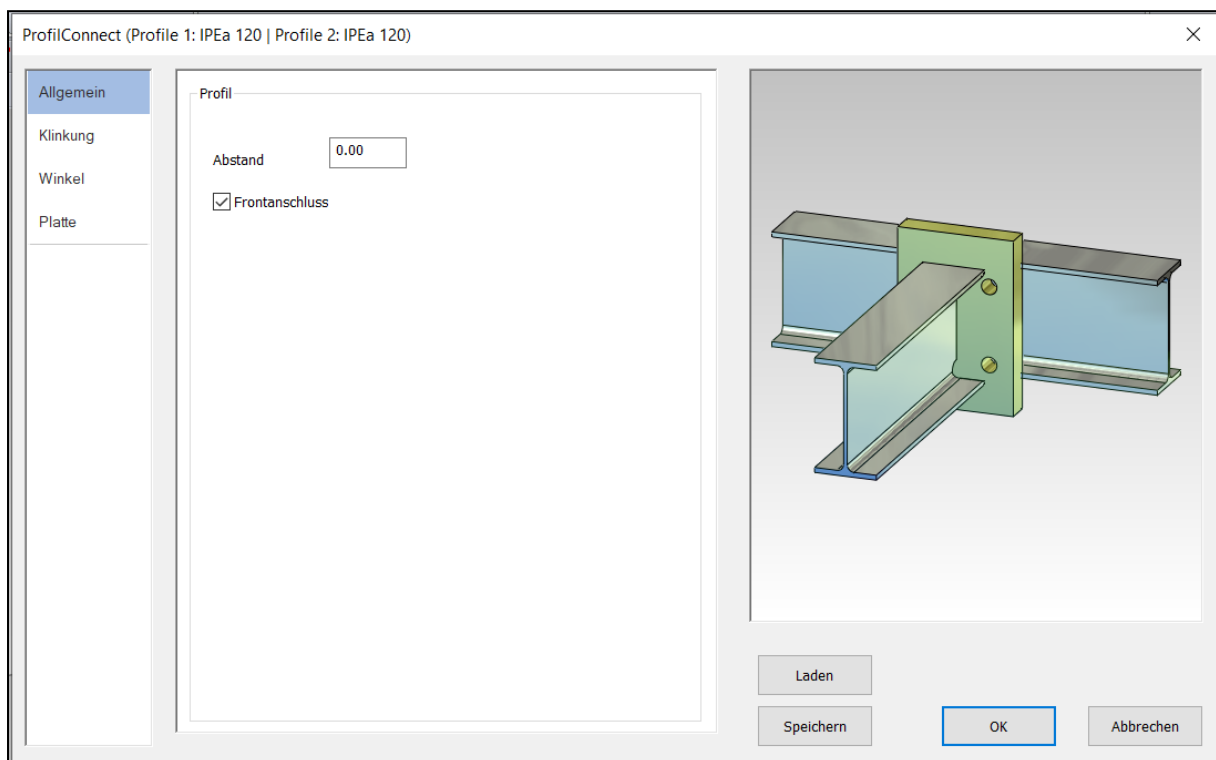 ProfilConnect (Profile 1: IPEa 120 | Profile 2: IPEa 120)
Allgemein
Klinkung
Winkel
Platte
Profil
Abstand
0.00
Frontanschluss
Laden
Speichern
OK
Abbrechen